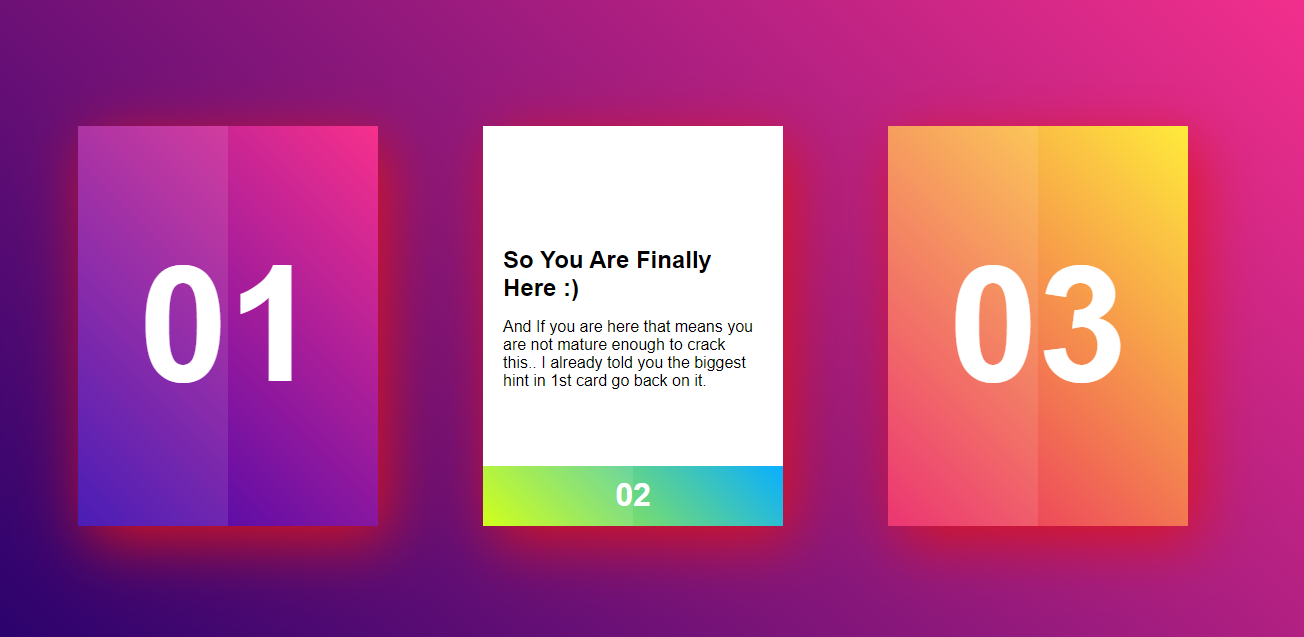 01
So You Are Finally
Here :)
And If you are here that means you
are not mature enough to crack
this.. I already told you the biggest
hint in 1st card go back on it.
02
03